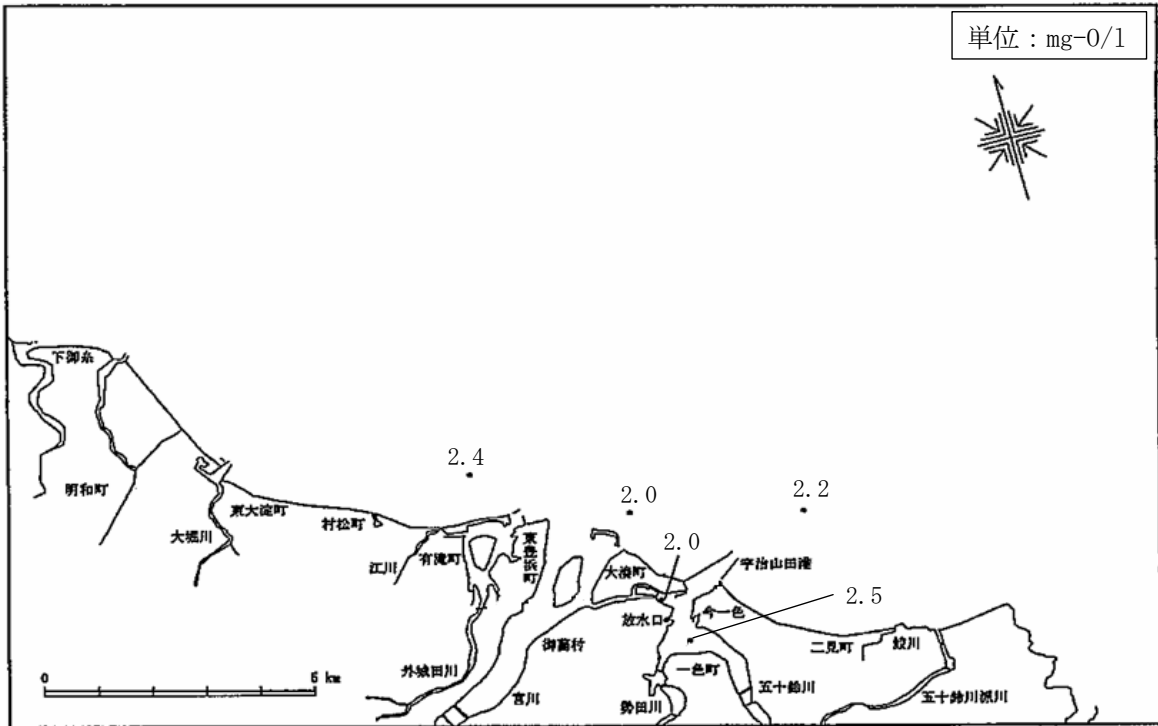 単位：mg-O/l
下御糸
明和町
大堀川
東大淀町
村松町
江川
有滝町
東豊浜町
外城田川
宮川
御薗村
大湊町
放水口
宇治山田港
今一色
一色町
勢田川
五十鈴川
二見町
鮫川
五十鈴川派川
2.4
2.0
2.2
2.0
2.5
0
5 km